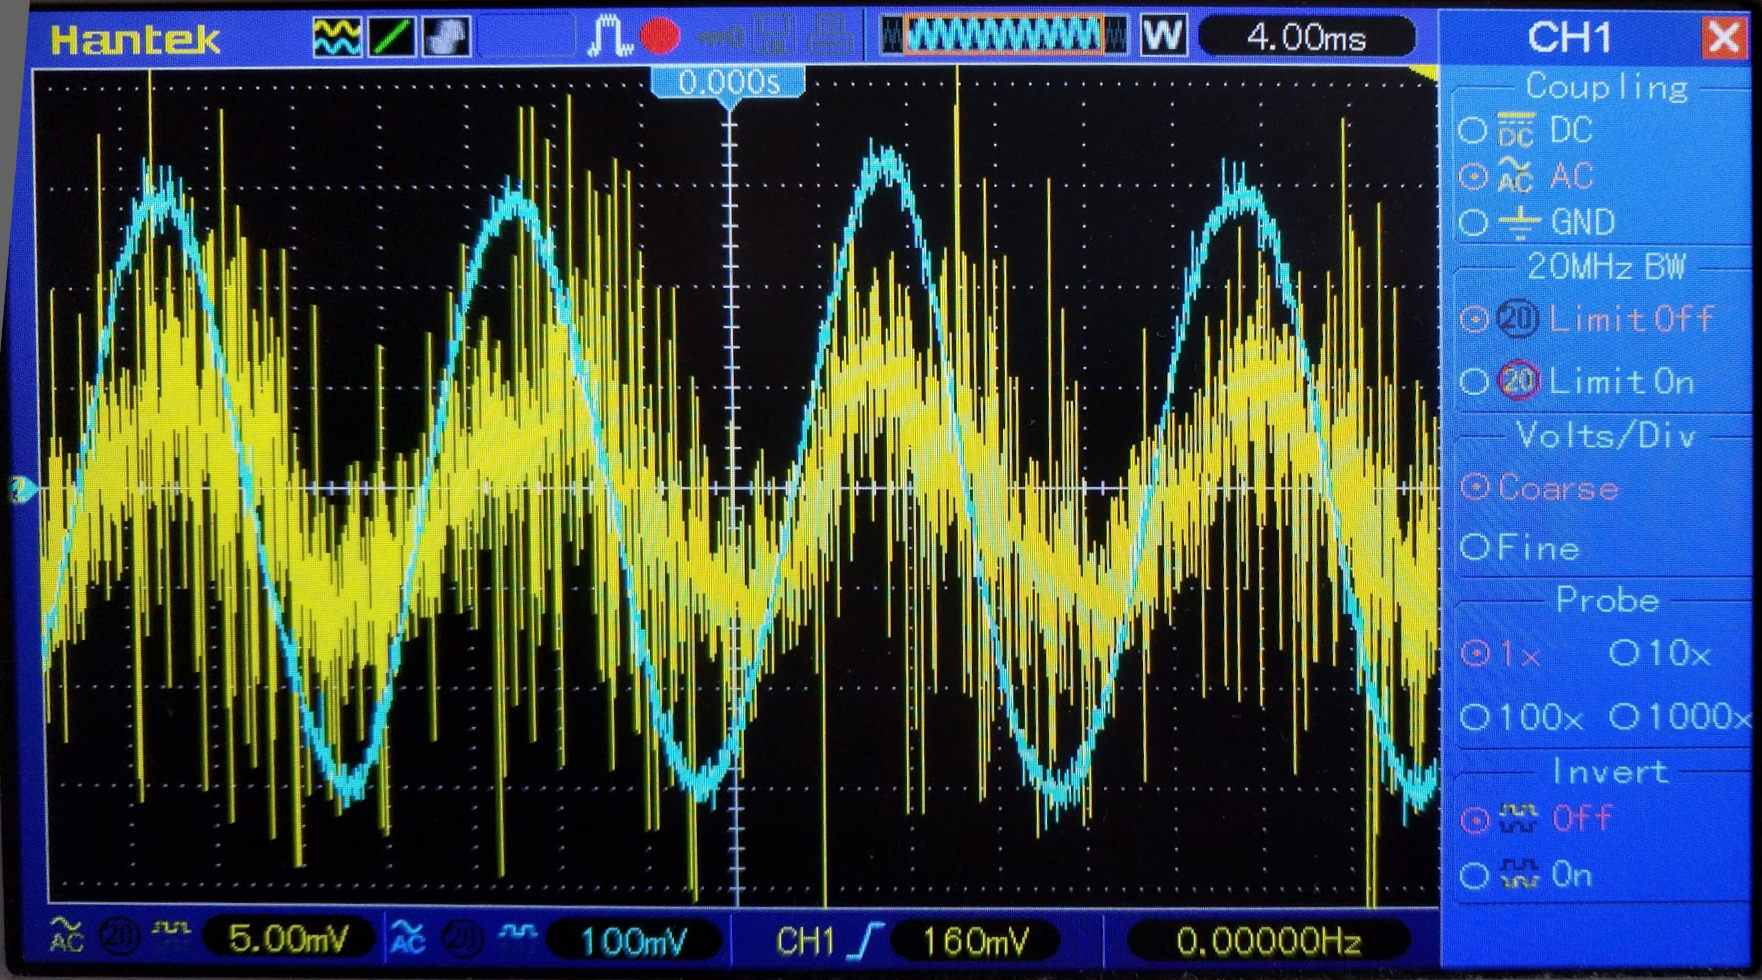 Hantek
W
4.00ms
CH1
X
0.000s
Coupling
DC DC
AC AC
GND
20MHz BW
20 Limit Off
20 Limit On
Volts/Div
Coarse
Fine
Probe
1x 10x
100x 1000x
Invert
Off
On
2
AC 20 5.00mV AC 20 100mV CH1 160mV 0.00000Hz